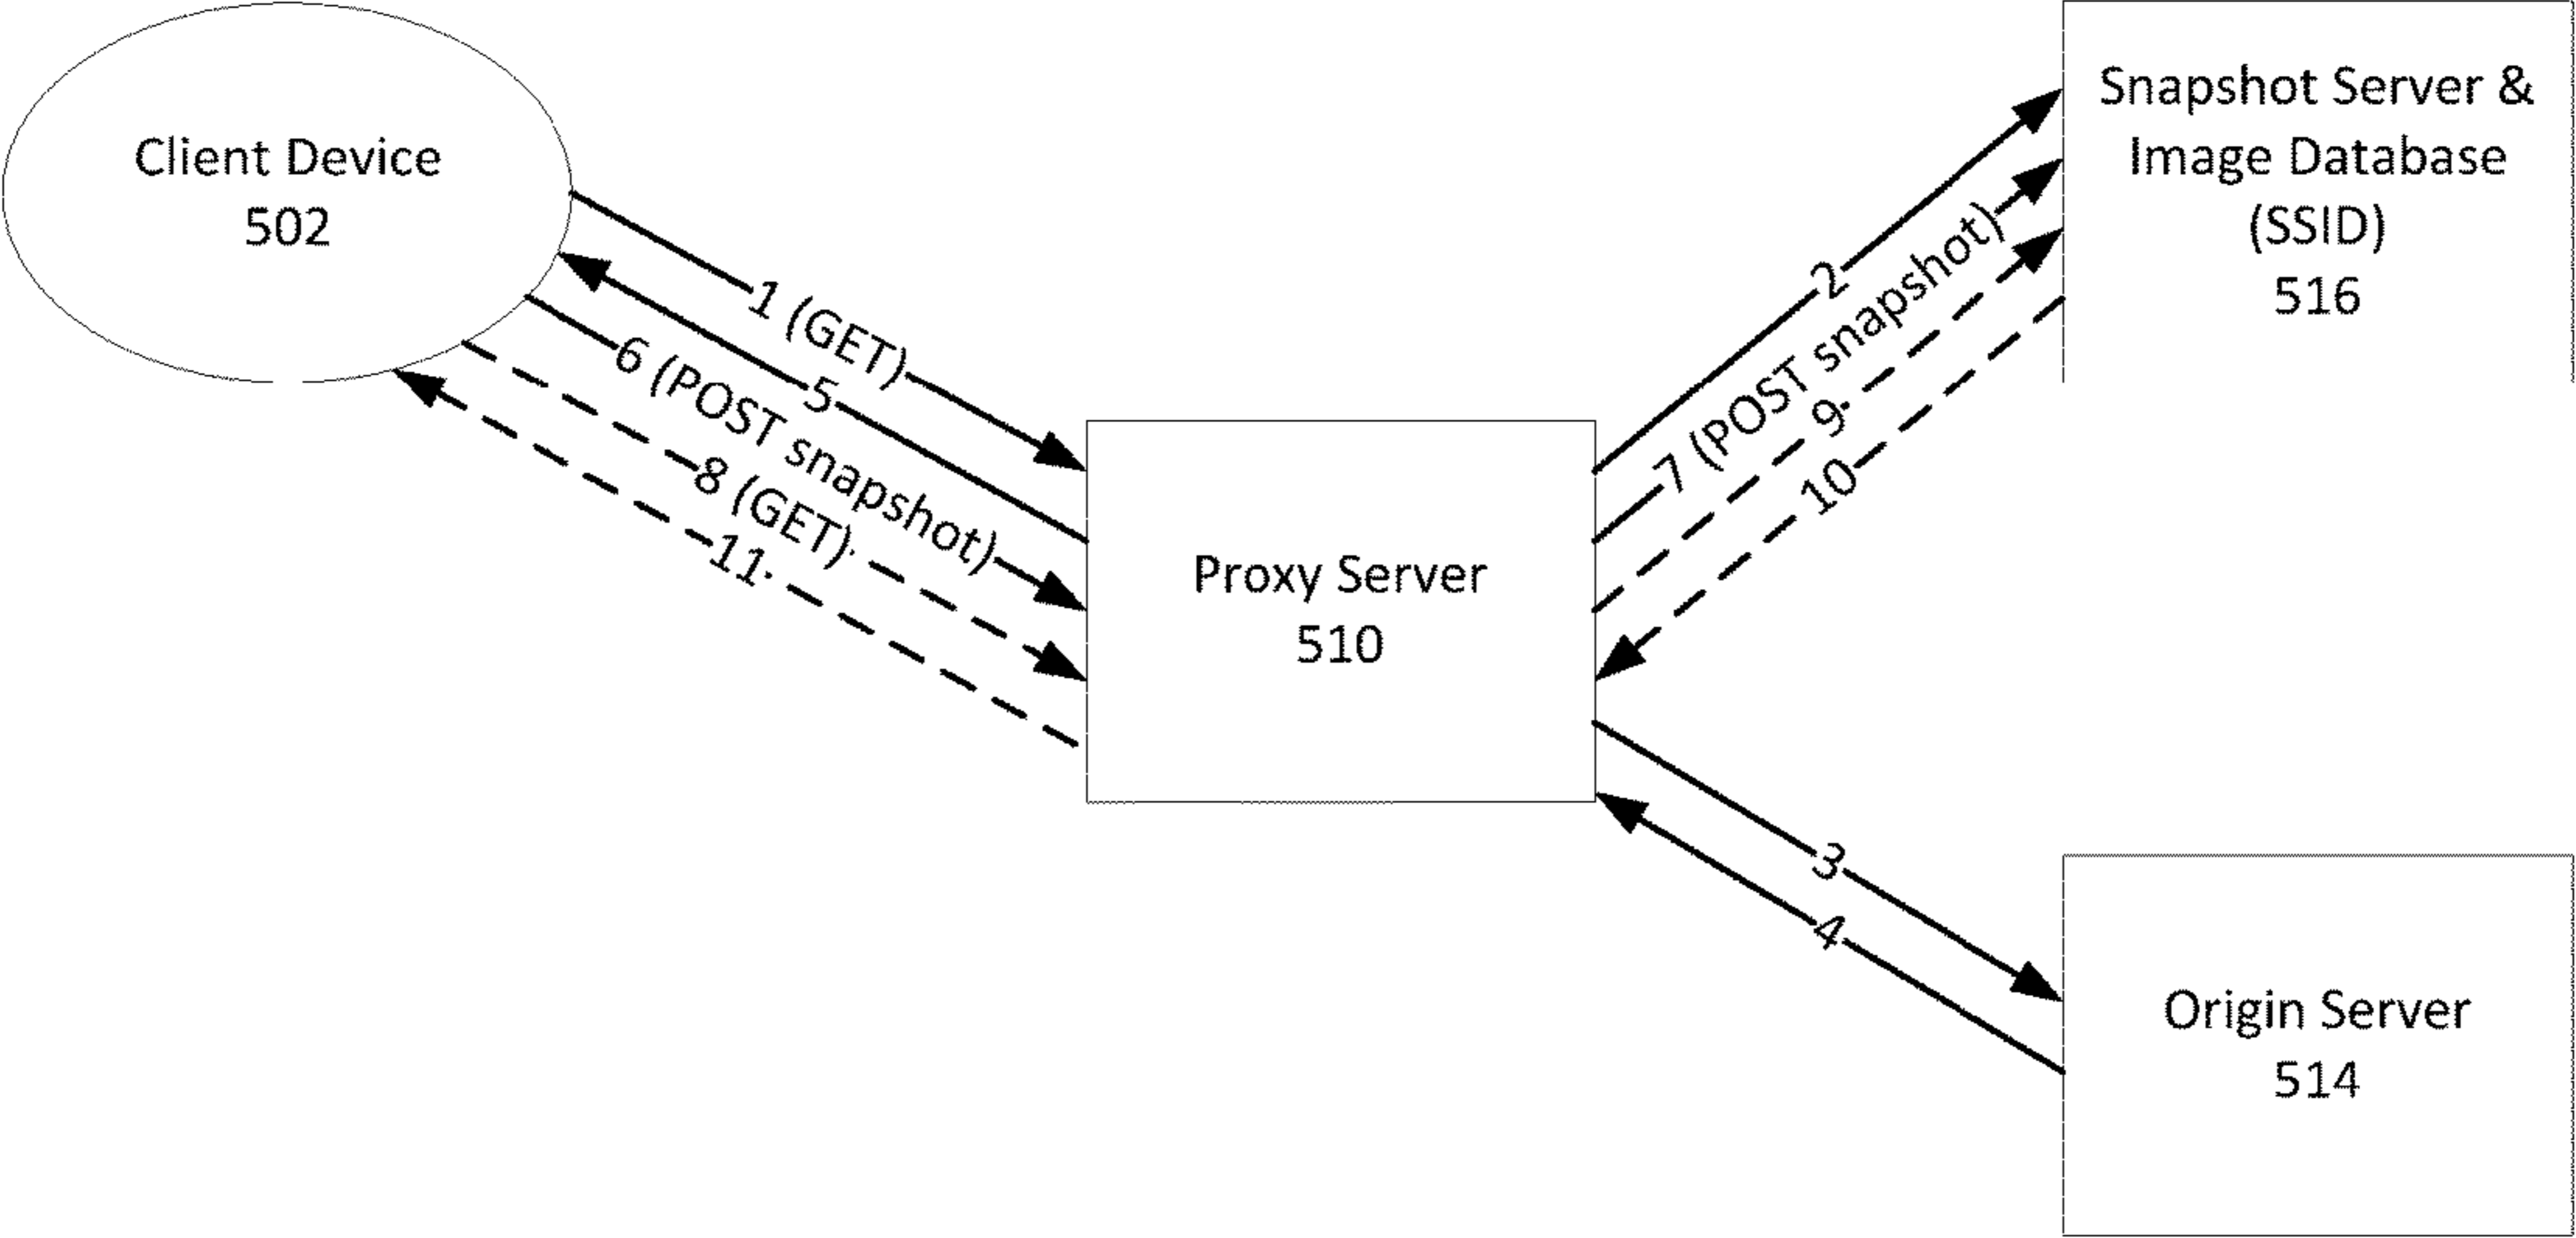 Client Device
502
1 (GET)
5
6 (POST snapshot)
8 (GET)
11
Proxy Server
510
2
7 (POST snapshot)
9
10
Snapshot Server &
Image Database
(SSID)
516
3
4
Origin Server
514